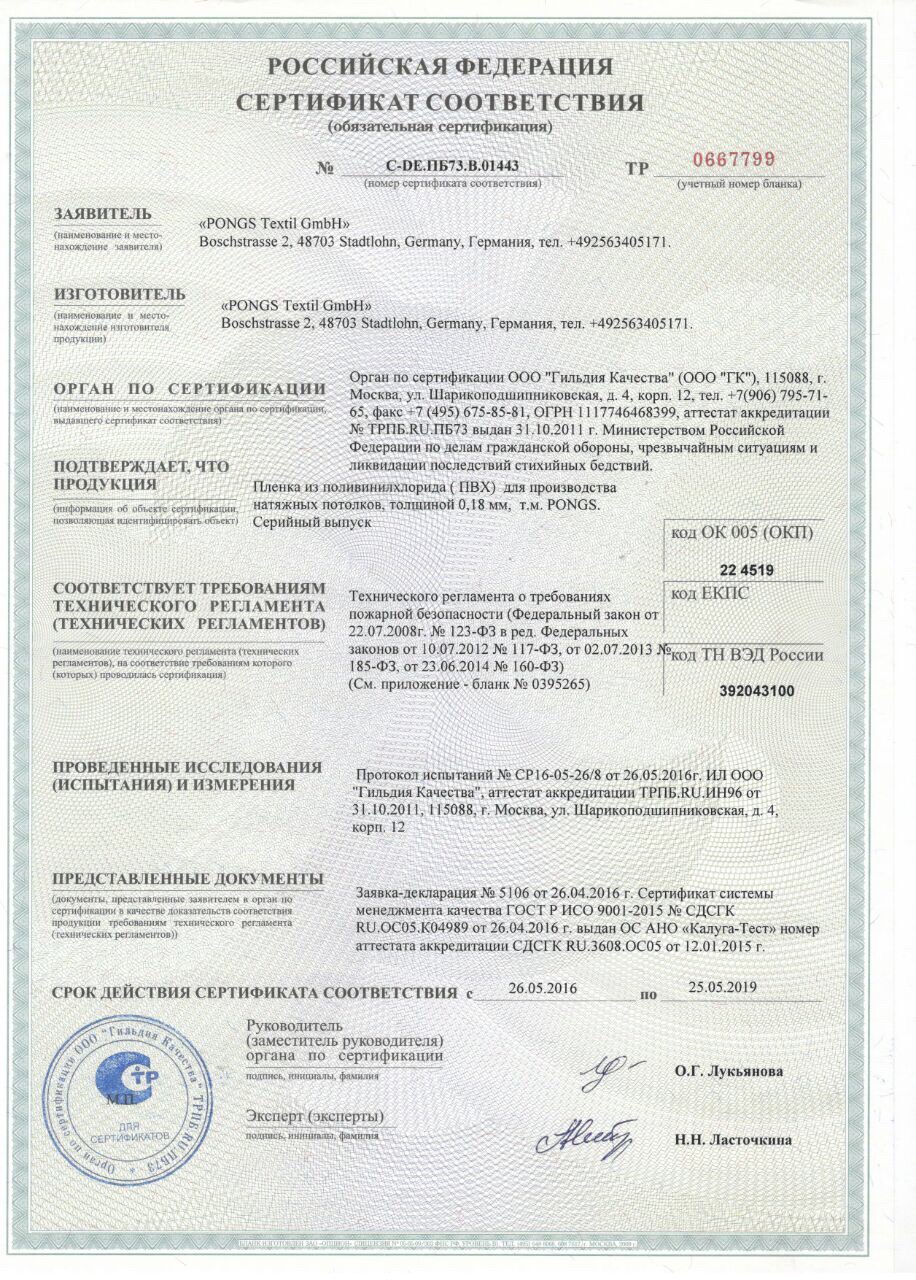 РОССИЙСКАЯ ФЕДЕРАЦИЯ
СЕРТИФИКАТ СООТВЕТСТВИЯ
(обязательная сертификация)
№ C-DE.ПБ73.В.01443
(номер сертификата соответствия)
ТР 0667799
(учетный номер бланка)
ЗАЯВИТЕЛЬ
(наименование и место-
нахождение заявителя)
«PONGS Textil GmbH»
Boschstrasse 2, 48703 Stadtlohn, Germany, Германия, тел. +492563405171.
ИЗГОТОВИТЕЛЬ
(наименование и место-
нахождение изготовителя
продукции)
«PONGS Textil GmbH»
Boschstrasse 2, 48703 Stadtlohn, Germany, Германия, тел. +492563405171.
ОРГАН ПО СЕРТИФИКАЦИИ
(наименование и местонахождение органа по сертификации,
выдавшего сертификат соответствия)
Орган по сертификации ООО "Гильдия Качества" (ООО "ГК"), 115088, г.
Москва, ул. Шарикоподшипниковская, д. 4, корп. 12, тел. +7(906) 795-71-
65, факс +7 (495) 675-85-81, ОГРН 1117746468399, аттестат аккредитации
№ ТРПБ.RU.ПБ73 выдан 31.10.2011 г. Министерством Российской
Федерации по делам гражданской обороны, чрезвычайным ситуациям и
ликвидации последствий стихийных бедствий.
ПОДТВЕРЖДАЕТ, ЧТО
ПРОДУКЦИЯ
(информация об объекте сертификации,
позволяющая идентифицировать объект)
Пленка из поливинилхлорида ( ПВХ) для производства
натяжных потолков, толщиной 0,18 мм, т.м. PONGS.
Серийный выпуск
код ОК 005 (ОКП)
22 4519
код ЕКПС
код ТН ВЭД России
392043100
СООТВЕТСТВУЕТ ТРЕБОВАНИЯМ
ТЕХНИЧЕСКОГО РЕГЛАМЕНТА
(ТЕХНИЧЕСКИХ РЕГЛАМЕНТОВ)
(наименование технического регламента (технических
регламентов), на соответствие требованиям которого
(которых) проводилась сертификация)
Технического регламента о требованиях
пожарной безопасности (Федеральный закон от
22.07.2008г. № 123-ФЗ в ред. Федеральных
законов от 10.07.2012 № 117-ФЗ, от 02.07.2013 №
185-ФЗ, от 23.06.2014 № 160-ФЗ)
(См. приложение - бланк № 0395265)
ПРОВЕДЕННЫЕ ИССЛЕДОВАНИЯ
(ИСПЫТАНИЯ) И ИЗМЕРЕНИЯ
Протокол испытаний № СР16-05-26/8 от 26.05.2016г. ИЛ ООО
"Гильдия Качества", аттестат аккредитации ТРПБ.RU.ИН96 от
31.10.2011, 115088, г. Москва, ул. Шарикоподшипниковская, д. 4,
корп. 12
ПРЕДСТАВЛЕННЫЕ ДОКУМЕНТЫ
(документы, представленные заявителем в орган по
сертификации в качестве доказательств соответствия
продукции требованиям технического регламента
(технических регламентов))
Заявка-декларация № 5106 от 26.04.2016 г. Сертификат системы
менеджмента качества ГОСТ Р ИСО 9001-2015 № СДСГК
RU.ОС05.К04989 от 26.04.2016 г. выдан ОС АНО «Калуга-Тест» номер
аттестата аккредитации СДСГК RU.3608.ОС05 от 12.01.2015 г.
СРОК ДЕЙСТВИЯ СЕРТИФИКАТА СООТВЕТСТВИЯ с 26.05.2016 по 25.05.2019
Руководитель
(заместитель руководителя)
органа по сертификации
подпись, инициалы, фамилия
О.Г. Лукьянова
Эксперт (эксперты)
подпись, инициалы, фамилия
Н.Н. Ласточкина
Орган по сертификации ООО "Гильдия Качества" ТРПБ.RU.ПБ73
ТР
М.П.
ДЛЯ
СЕРТИФИКАТОВ